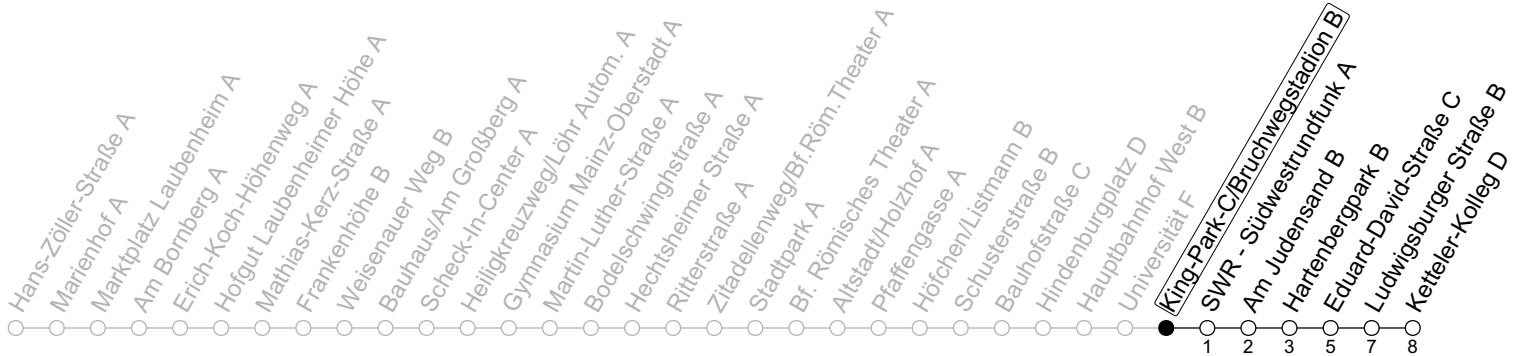 Hans-Zöller-Straße A
Marienhof A
Marktplatz Laubenheim A
Am Bornberg A
Erich-Koch-Höhenweg A
Hofgut Laubenheimer Höhe A
Mathias-Kerz-Straße A
Frankenhöhe B
Weisenauer Weg B
Bauhaus/Am Großberg A
Scheck-In-Center A
Heiligkreuzweg/Löhr Autom. A
Gymnasium Mainz-Oberstadt A
Martin-Luther-Straße A
Bodelschwinghstraße A
Hechtsheimer Straße A
Ritterstraße A
Zitadellenweg/Bf.Röm.Theater A
Stadtpark A
Bf. Römisches Theater A
Altstadt/Holzhof A
Pfaffengasse A
Höfchen/Listmann B
Schusterstraße B
Bauhofstraße C
Hindenburgplatz D
Hauptbahnhof West B
Universität F
King-Park-C/Bruchwegstadion B
SWR - Südwestrundfunk A
Am Judensand B
Hartenbergpark B
Eduard-David-Straße C
Ludwigsburger Straße B
Ketteler-Kolleg D
1 2 3 5 7 8